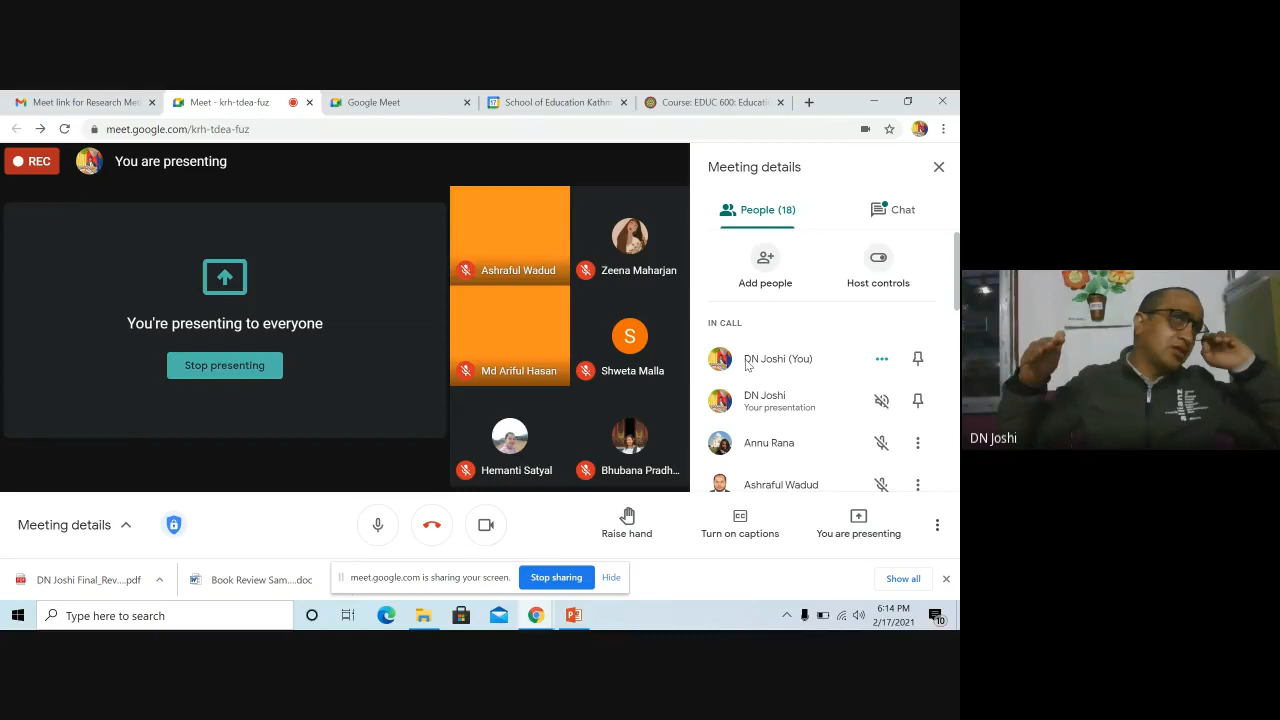 Meet link for Research Met
Meet - krh-tdea-fuz
Google Meet
17
School of Education Kathm
Course: EDUC 600: Educatio
meet.google.com/krh-tdea-fuz
REC
You are presenting
Meeting details
People (18)
Chat
Add people
Host controls
IN CALL
DN Joshi (You)
DN Joshi
Your presentation
Annu Rana
Ashraful Wadud
You're presenting to everyone
Stop presenting
Ashraful Wadud
Zeena Maharjan
Md Ariful Hasan
S
Shweta Malla
Hemanti Satyal
Bhubana Pradh...
DN Joshi
Meeting details
Raise hand
CC
Turn on captions
You are presenting
DN Joshi Final_Rev....pdf
Book Review Sam....doc
meet.google.com is sharing your screen.
Stop sharing
Hide
Show all
Type here to search
6:14 PM
2/17/2021
10